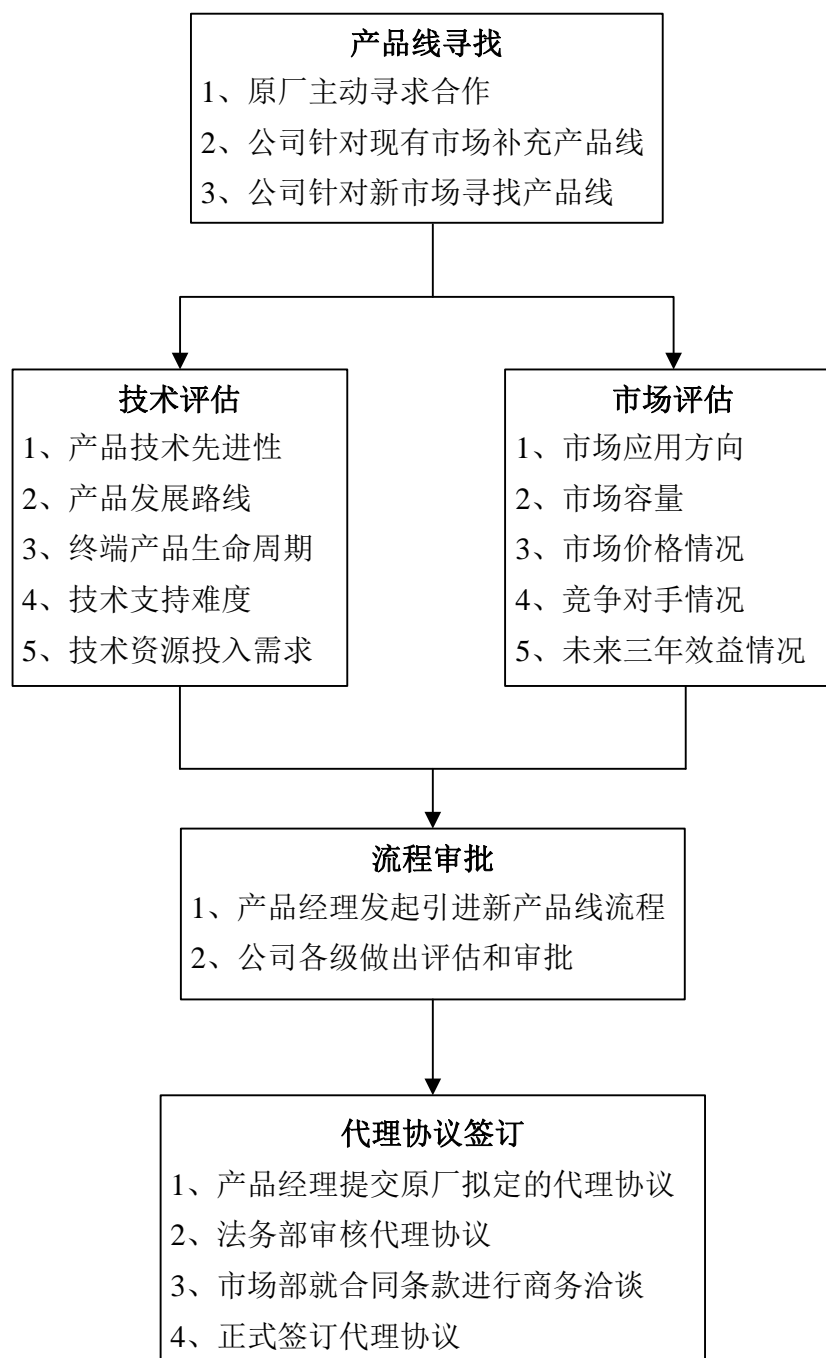 产品线寻找
1、原厂主动寻求合作
2、公司针对现有市场补充产品线
3、公司针对新市场寻找产品线
技术评估
1、产品技术先进性
2、产品发展路线
3、终端产品生命周期
4、技术支持难度
5、技术资源投入需求
市场评估
1、市场应用方向
2、市场容量
3、市场价格情况
4、竞争对手情况
5、未来三年效益情况
流程审批
1、产品经理发起引进新产品线流程
2、公司各级做出评估和审批
代理协议签订
1、产品经理提交原厂拟定的代理协议
2、法务部审核代理协议
3、市场部就合同条款进行商务洽谈
4、正式签订代理协议